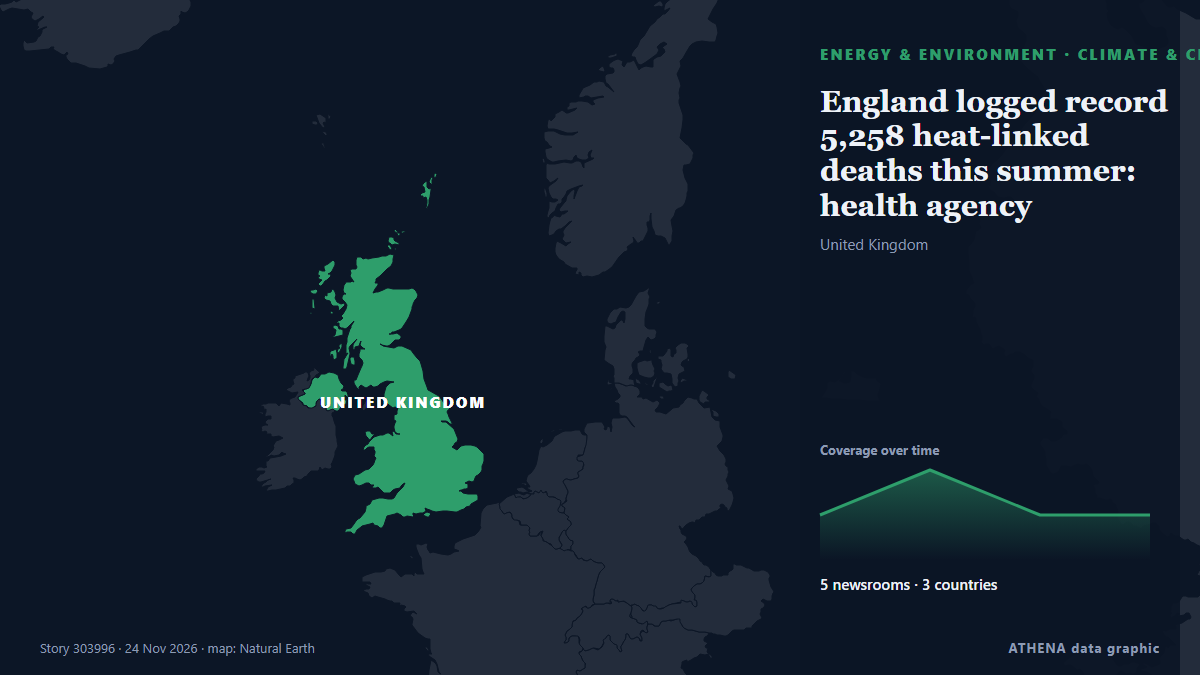 ENERGY & ENVIRONMENT · CLIMATE &
England logged record
5,258 heat-linked
deaths this summer:
health agency
United Kingdom
UNITED KINGDOM
Coverage over time
5 newsrooms · 3 countries
Story 303996 · 24 Nov 2026 · map: Natural Earth
ATHENA data graphic